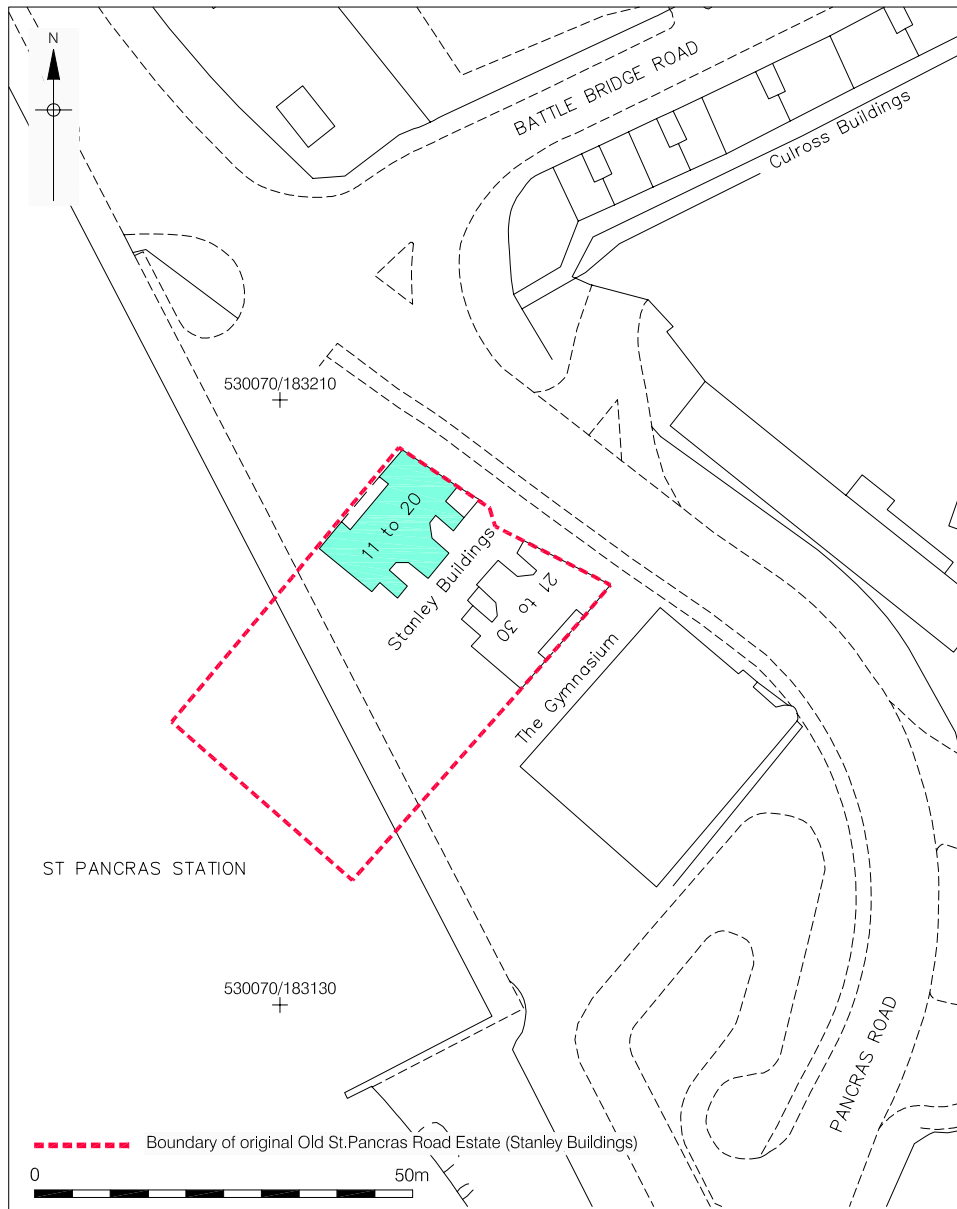 N
BATTLE BRIDGE ROAD
Culross Buildings
530070/183210
11 to 20
Stanley Buildings
21 to 30
The Gymnasium
ST PANCRAS STATION
530070/183130
PANCRAS ROAD
Boundary of original Old St.Pancras Road Estate (Stanley Buildings)
0 50m